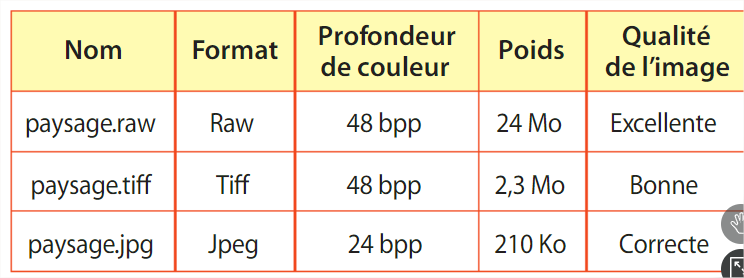 Nom Format Profondeur de couleur Poids Qualité de l'image
paysage.raw Raw 48 bpp 24 Mo Excellente
paysage.tiff Tiff 48 bpp 2,3 Mo Bonne
paysage.jpg Jpeg 24 bpp 210 Ko Correcte